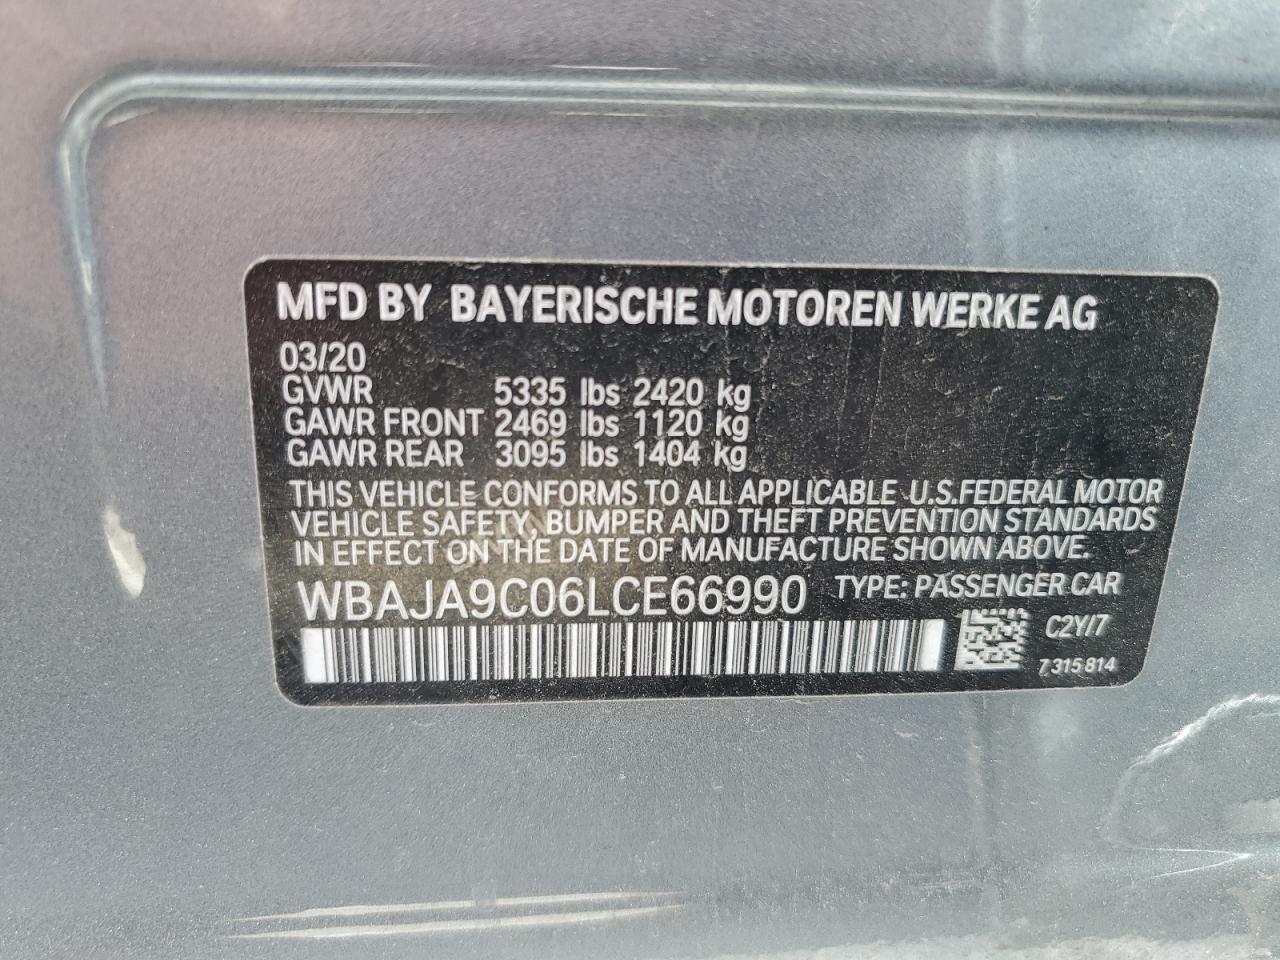 MFD BY BAYERISCHE MOTOREN WERKE AG
03/20
GVWR 5335 lbs 2420 kg
GAWR FRONT 2469 lbs 1120 kg
GAWR REAR 3095 lbs 1404 kg
THIS VEHICLE CONFORMS TO ALL APPLICABLE U.S.FEDERAL MOTOR
VEHICLE SAFETY, BUMPER AND THEFT PREVENTION STANDARDS
IN EFFECT ON THE DATE OF MANUFACTURE SHOWN ABOVE.
WBAJA9C06LCE66990 TYPE: PASSENGER CAR
C2Y/7
7 315 814